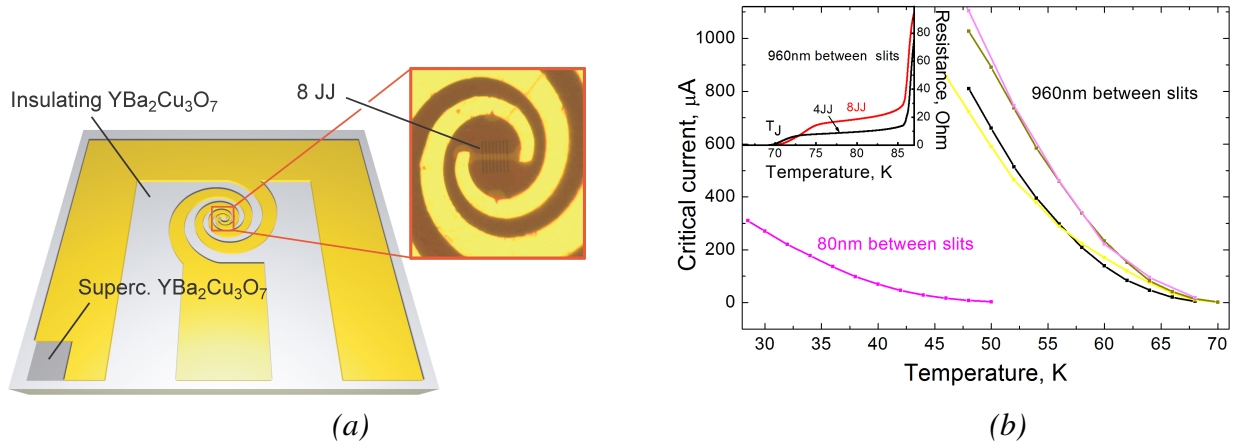 Insulating YBa₂Cu₃O₇
8 JJ
Superc. YBa₂Cu₃O₇
(a)
Critical current, µA
1000
800
600
400
200
0
30
35
40
45
50
55
60
65
70
Temperature, K
960nm between slits
80nm between slits
960nm between slits
4JJ
8JJ
TJ
Resistance, Ohm
80
60
40
20
0
70
75
80
85
Temperature, K
(b)